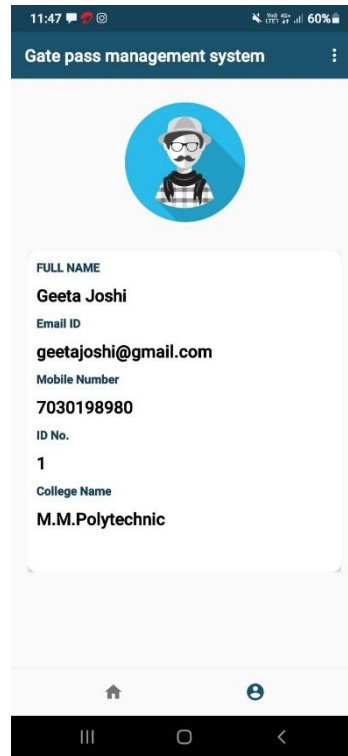 11:47 60%
Gate pass management system
FULL NAME
Geeta Joshi
Email ID
geetajoshi@gmail.com
Mobile Number
7030198980
ID No.
1
College Name
M.M.Polytechnic